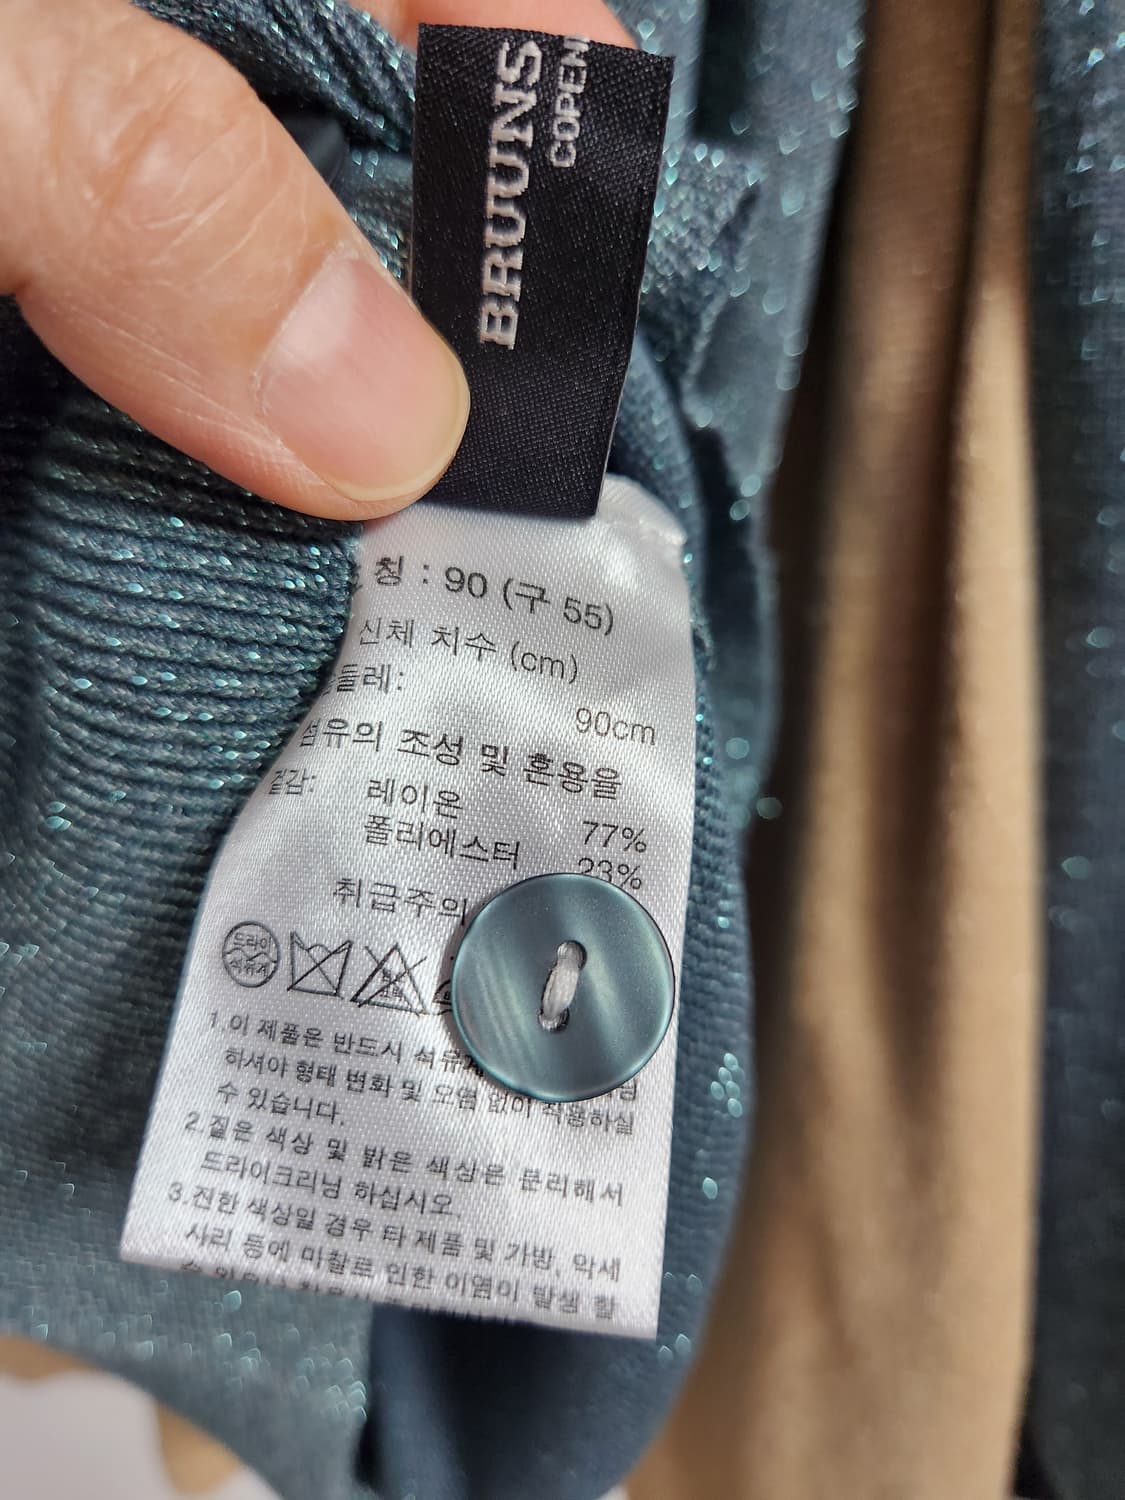 BRUUNS
칭 : 90 (구 55)
신체 치수 (cm)
둘레:
90cm
섬유의 조성 및 혼용율
겉감:
레이온 77%
폴리에스터 23%
취급주의
드라이
석유계
1.이 제품은 반드시 석유계
하셔야 형태 변화 및 오염 없이 착용하실
수 있습니다.
2.짙은 색상 및 밝은 색상은 분리해서
드라이크리닝 하십시오.
3.진한 색상일 경우 타 제품 및 가방, 악세
사리 등에 마찰로 인한 이염이 발생 할
수